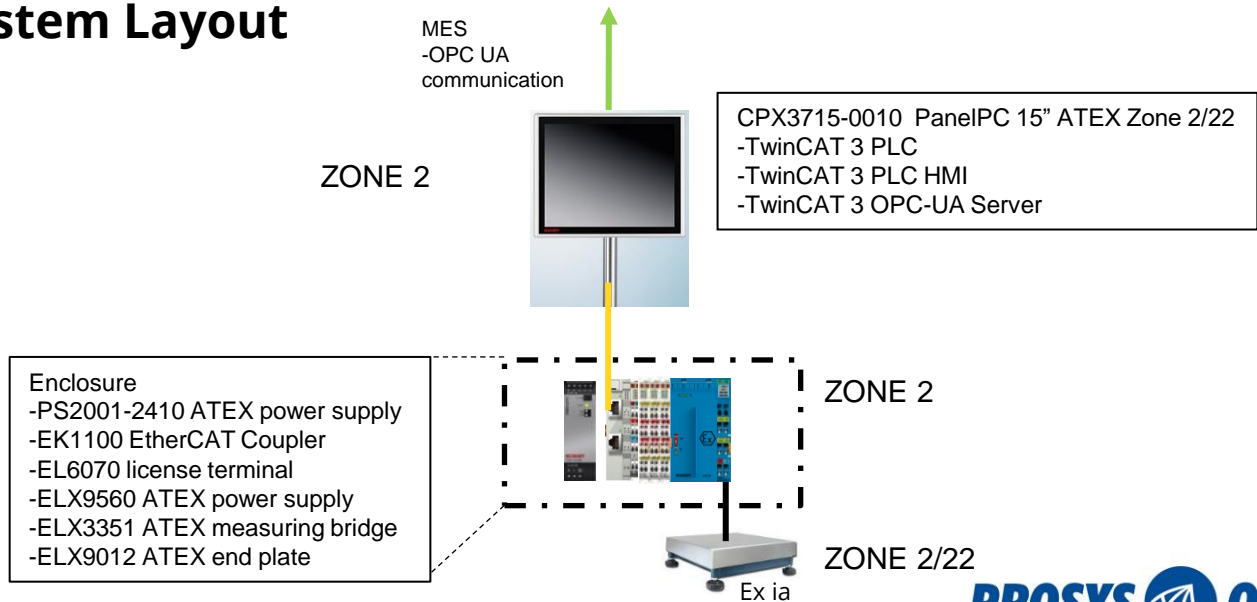 stem Layout
MES
-OPC UA
communication
CPX3715-0010 PanelPC 15” ATEX Zone 2/22
-TwinCAT 3 PLC
-TwinCAT 3 PLC HMI
-TwinCAT 3 OPC-UA Server
ZONE 2
Enclosure
-PS2001-2410 ATEX power supply
-EK1100 EtherCAT Coupler
-EL6070 license terminal
-ELX9560 ATEX power supply
-ELX3351 ATEX measuring bridge
-ELX9012 ATEX end plate
ZONE 2
Ex
ZONE 2/22
Ex ia